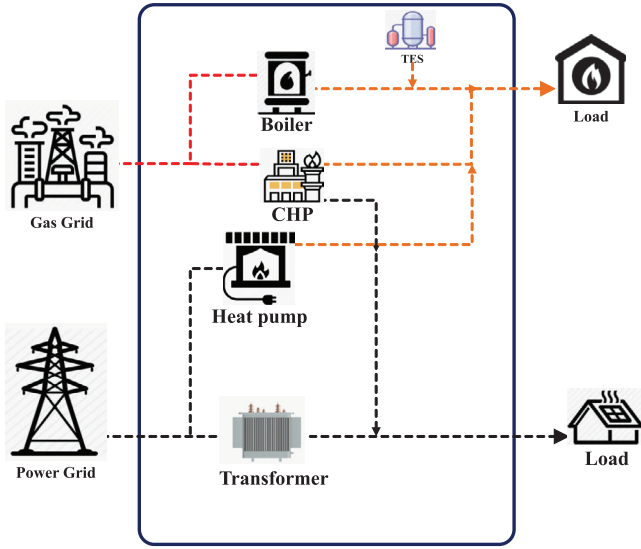 TES
Boiler
Load
Gas Grid
CHP
Heat pump
Power Grid
Transformer
Load